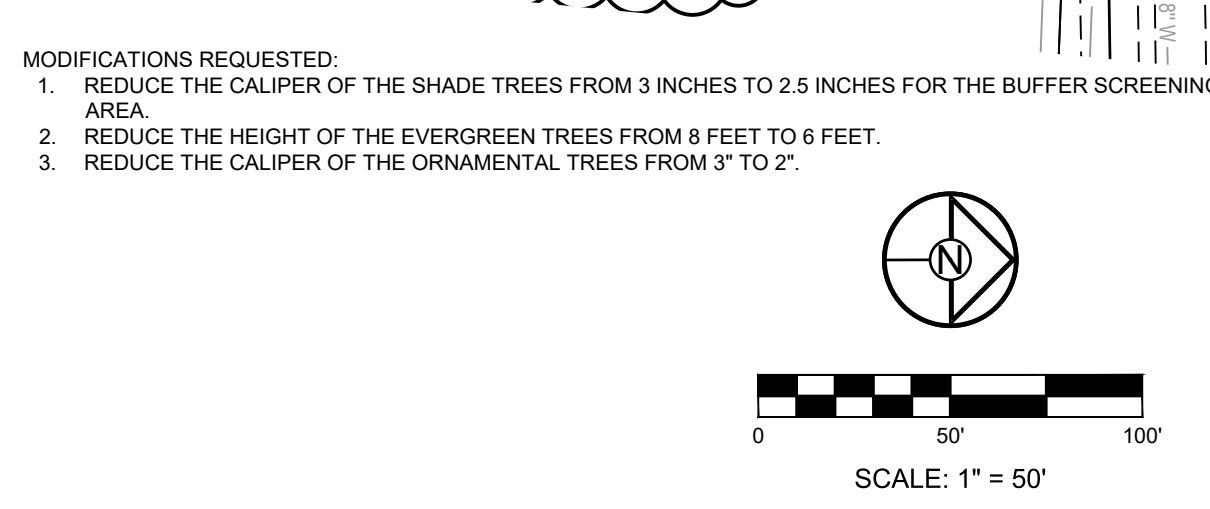 8" W
MODIFICATIONS REQUESTED:
1. REDUCE THE CALIPER OF THE SHADE TREES FROM 3 INCHES TO 2.5 INCHES FOR THE BUFFER SCREENING
AREA.
2. REDUCE THE HEIGHT OF THE EVERGREEN TREES FROM 8 FEET TO 6 FEET.
3. REDUCE THE CALIPER OF THE ORNAMENTAL TREES FROM 3" TO 2".
N
0 50' 100'
SCALE: 1" = 50'